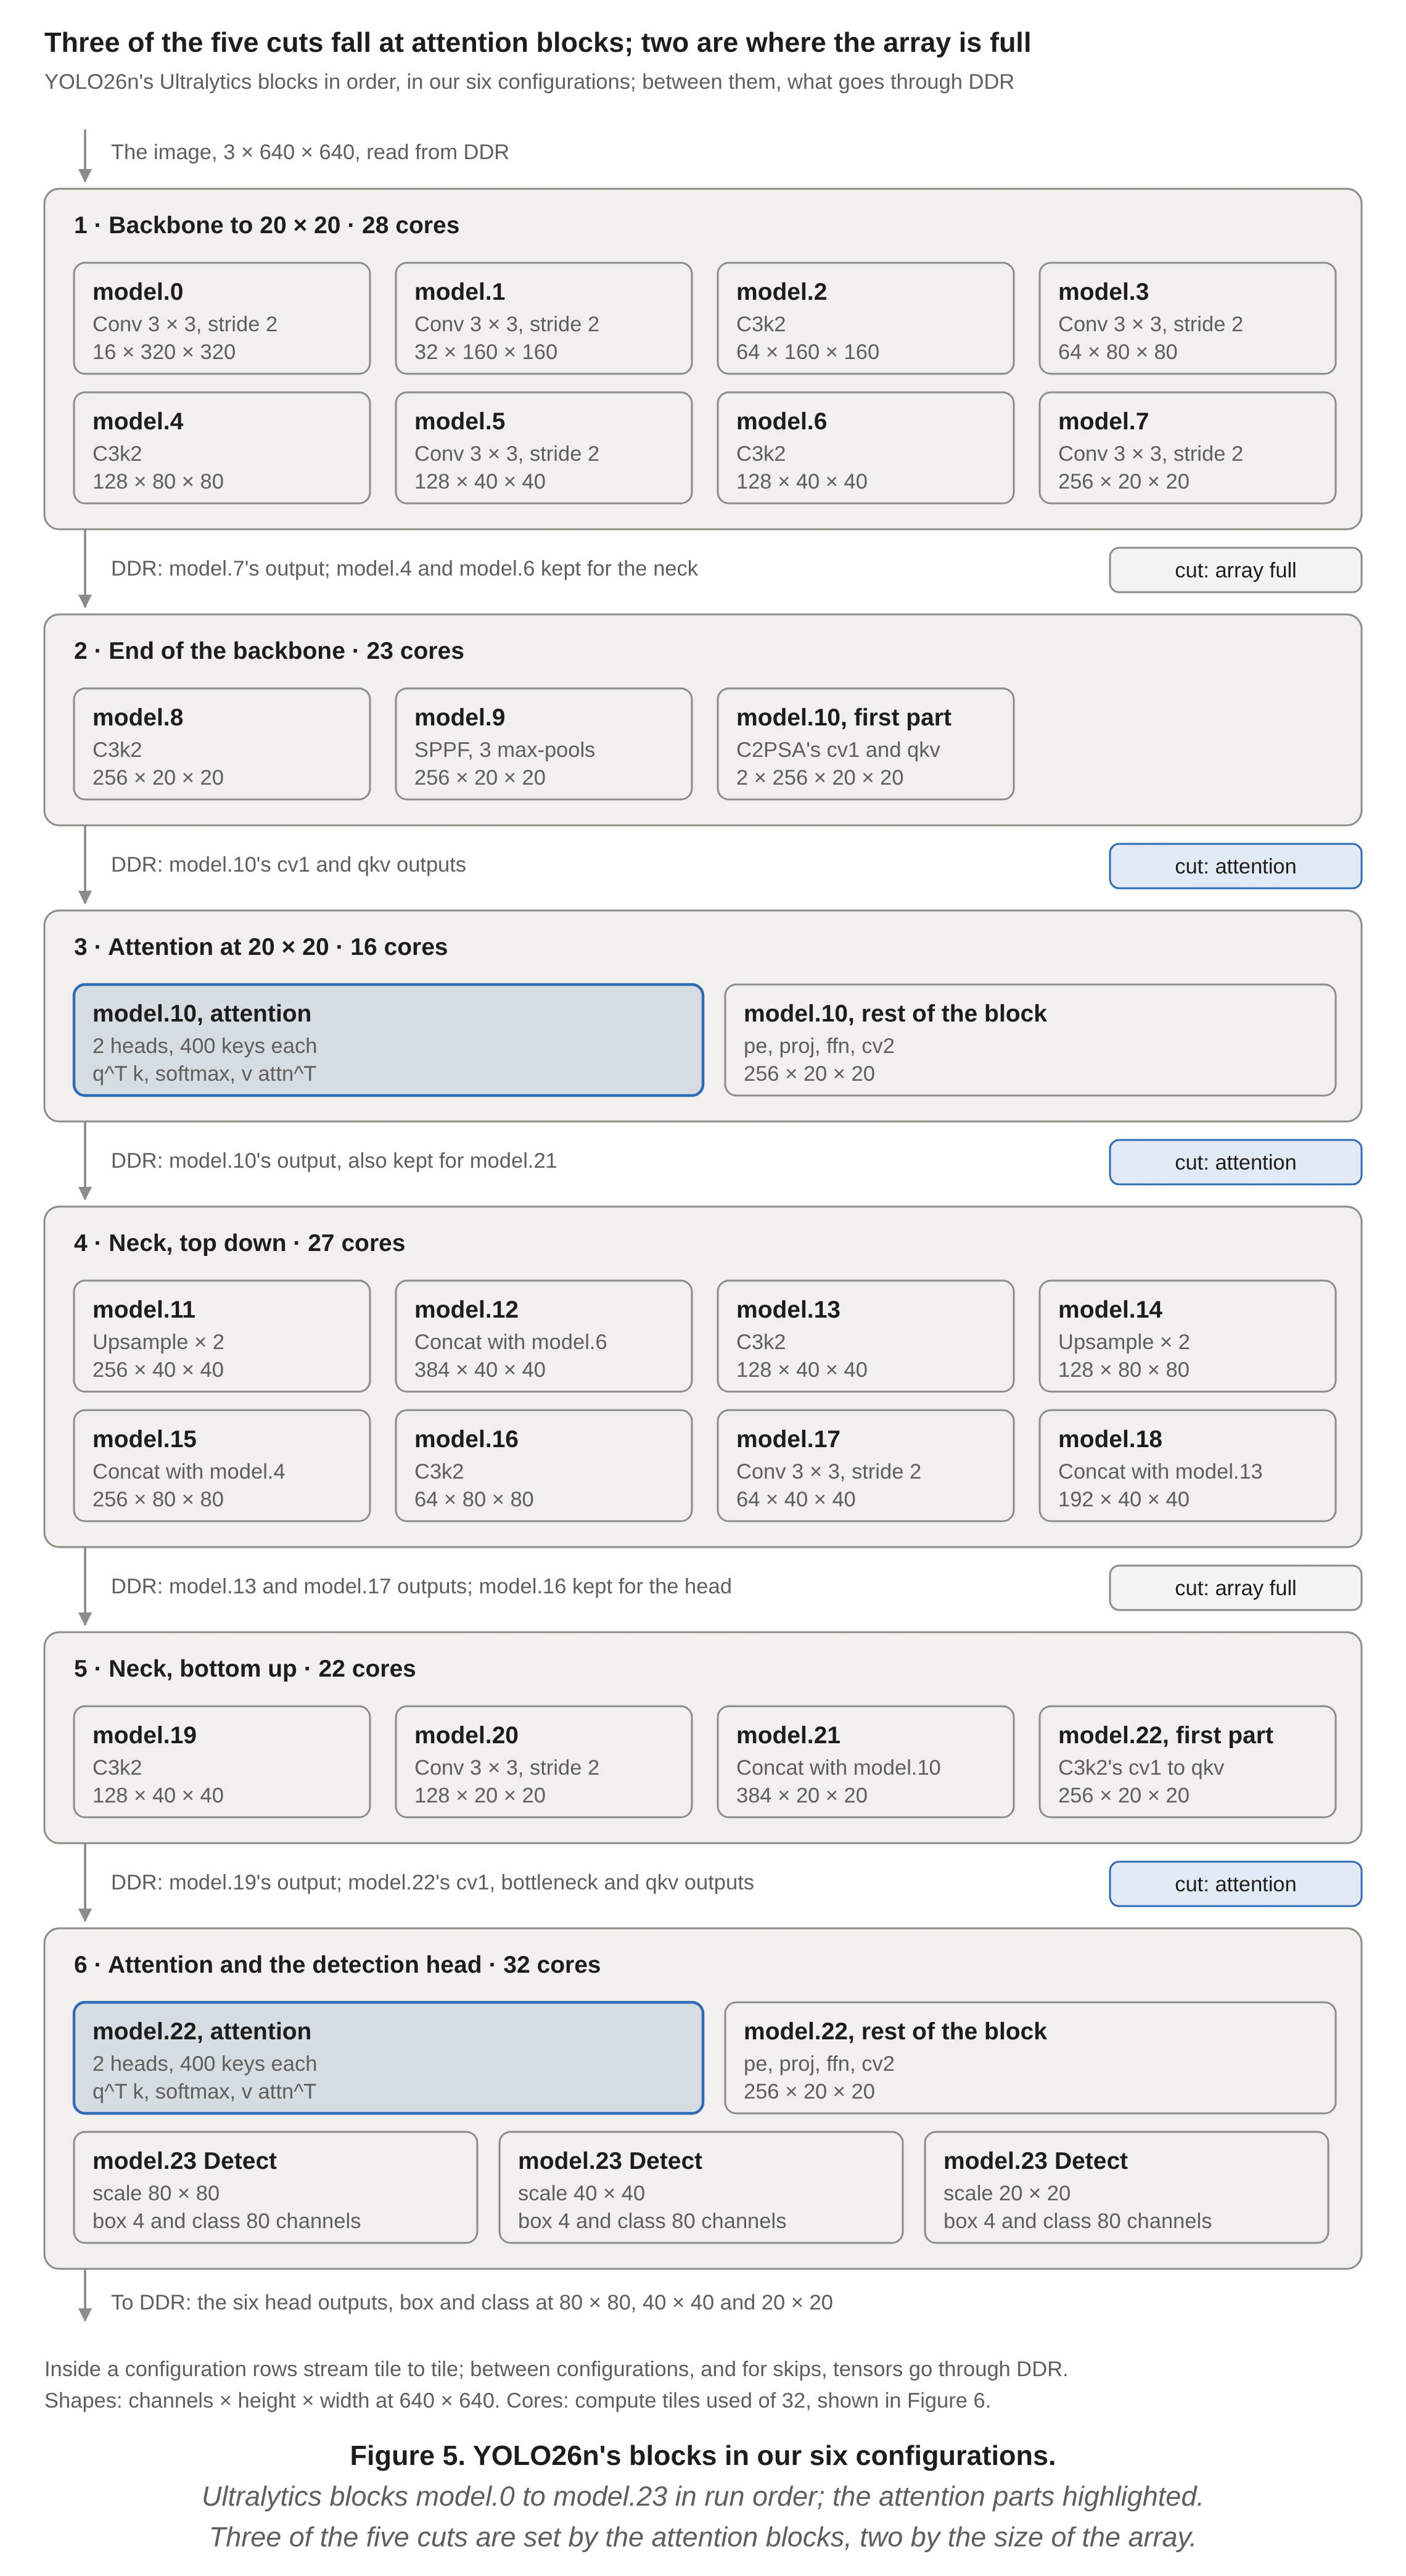 Three of the five cuts fall at attention blocks; two are where the array is full
YOLO26n's Ultralytics blocks in order, in our six configurations; between them, what goes through DDR
The image, 3 × 640 × 640, read from DDR
1 · Backbone to 20 × 20 · 28 cores
model.0
Conv 3 × 3, stride 2
16 × 320 × 320
model.1
Conv 3 × 3, stride 2
32 × 160 × 160
model.2
C3k2
64 × 160 × 160
model.3
Conv 3 × 3, stride 2
64 × 80 × 80
model.4
C3k2
128 × 80 × 80
model.5
Conv 3 × 3, stride 2
128 × 40 × 40
model.6
C3k2
128 × 40 × 40
model.7
Conv 3 × 3, stride 2
256 × 20 × 20
DDR: model.7's output; model.4 and model.6 kept for the neck
cut: array full
2 · End of the backbone · 23 cores
model.8
C3k2
256 × 20 × 20
model.9
SPPF, 3 max-pools
256 × 20 × 20
model.10, first part
C2PSA's cv1 and qkv
2 × 256 × 20 × 20
DDR: model.10's cv1 and qkv outputs
cut: attention
3 · Attention at 20 × 20 · 16 cores
model.10, attention
2 heads, 400 keys each
q^T k, softmax, v attn^T
model.10, rest of the block
pe, proj, ffn, cv2
256 × 20 × 20
DDR: model.10's output, also kept for model.21
cut: attention
4 · Neck, top down · 27 cores
model.11
Upsample × 2
256 × 40 × 40
model.12
Concat with model.6
384 × 40 × 40
model.13
C3k2
128 × 40 × 40
model.14
Upsample × 2
128 × 80 × 80
model.15
Concat with model.4
256 × 80 × 80
model.16
C3k2
64 × 80 × 80
model.17
Conv 3 × 3, stride 2
64 × 40 × 40
model.18
Concat with model.13
192 × 40 × 40
DDR: model.13 and model.17 outputs; model.16 kept for the head
cut: array full
5 · Neck, bottom up · 22 cores
model.19
C3k2
128 × 40 × 40
model.20
Conv 3 × 3, stride 2
128 × 20 × 20
model.21
Concat with model.10
384 × 20 × 20
model.22, first part
C3k2's cv1 to qkv
256 × 20 × 20
DDR: model.19's output; model.22's cv1, bottleneck and qkv outputs
cut: attention
6 · Attention and the detection head · 32 cores
model.22, attention
2 heads, 400 keys each
q^T k, softmax, v attn^T
model.22, rest of the block
pe, proj, ffn, cv2
256 × 20 × 20
model.23 Detect
scale 80 × 80
box 4 and class 80 channels
model.23 Detect
scale 40 × 40
box 4 and class 80 channels
model.23 Detect
scale 20 × 20
box 4 and class 80 channels
To DDR: the six head outputs, box and class at 80 × 80, 40 × 40 and 20 × 20
Inside a configuration rows stream tile to tile; between configurations, and for skips, tensors go through DDR.
Shapes: channels × height × width at 640 × 640. Cores: compute tiles used of 32, shown in Figure 6.
Figure 5. YOLO26n's blocks in our six configurations.
Ultralytics blocks model.0 to model.23 in run order; the attention parts highlighted.
Three of the five cuts are set by the attention blocks, two by the size of the array.